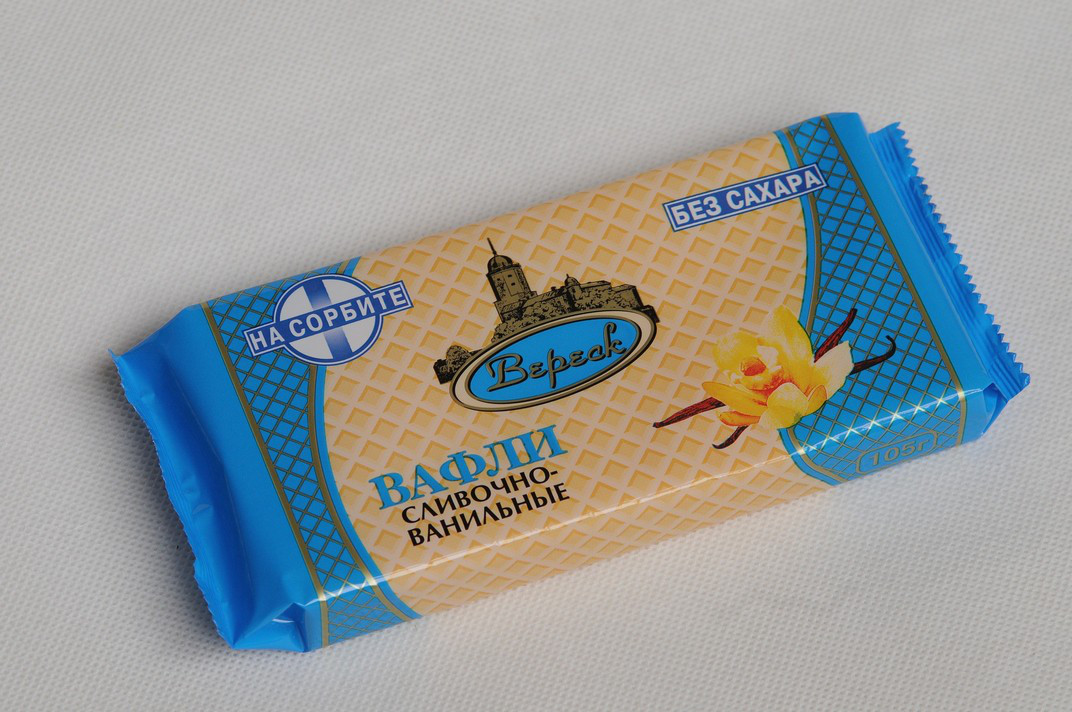 БЕЗ САХАРА
НА СОРБИТЕ
Вереск
ВАФЛИ
СЛИВОЧНО-
ВАНИЛЬНЫЕ
105г